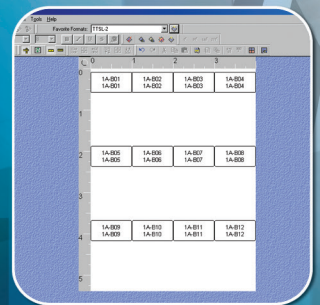 Tools Help
Favorite Formats: TTSL-2
0 1 2 3
0
1A-B01 1A-B02 1A-B03 1A-B04
1A-B01 1A-B02 1A-B03 1A-B04
1
2
1A-B05 1A-B06 1A-B07 1A-B08
1A-B05 1A-B06 1A-B07 1A-B08
3
1A-B09 1A-B10 1A-B11 1A-B12
4
1A-B09 1A-B10 1A-B11 1A-B12
5